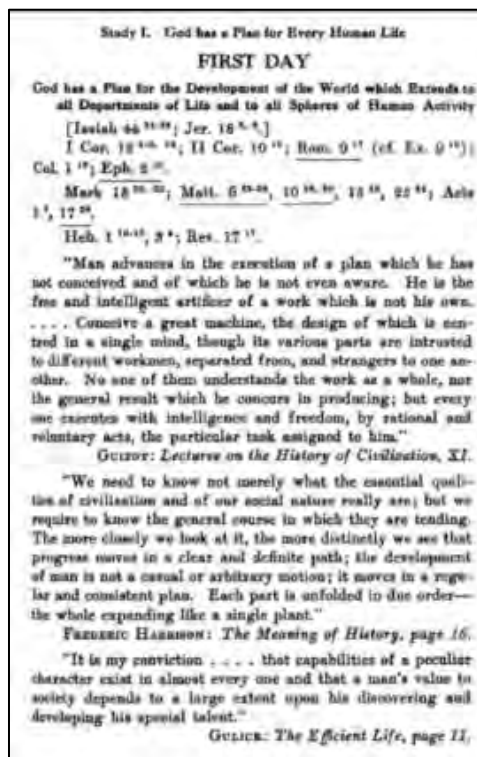 Study I. God has a Plan for Every Human Life
FIRST DAY
God has a Plan for the Development of the World which Extends to
all Departments of Life and to all Spheres of Human Activity
[Isaiah Jer. 18
I Cor. 12 II Cor. 10 Rom. 9 17 (cf. Ex. 9 16);
Col. 1 Eph. 2
Mark 13 Matt. 6 10 Acts
1 17
Heb. 1 3 Rev. 17 17.
"Man advances in the execution of a plan which he has
not conceived and of which he is not even aware. He is the
free and intelligent artificer of a work which is not his own.
. . . . Conceive a great machine, the design of which is cen-
tred in a single mind, though its various parts are intrusted
to different workmen, separated from, and strangers to one an-
other. No one of them understands the work as a whole, nor
the general result which he concurs in producing; but every
one executes with intelligence and freedom, by rational and
voluntary acts, the particular task assigned to him."
GUIZOT: Lectures on the History of Civilisation, XI.
"We need to know not merely what the essential quali-
ties of civilisation and of our social nature really are; but we
require to know the general course in which they are tending.
The more closely we look at it, the more distinctly we see that
progress moves in a clear and definite path; the development
of man is not a casual or arbitrary motion; it moves in a regu-
lar and consistent plan. Each part is unfolded in due order—
the whole expanding like a single plant."
FREDERIC HARRISON: The Meaning of History, page 16.
"It is my conviction . . . . that capabilities of a peculiar
character exist in almost every one and that a man's value to
society depends to a large extent upon his discovering and
developing his special talent."
GULICK: The Efficient Life, page 11.